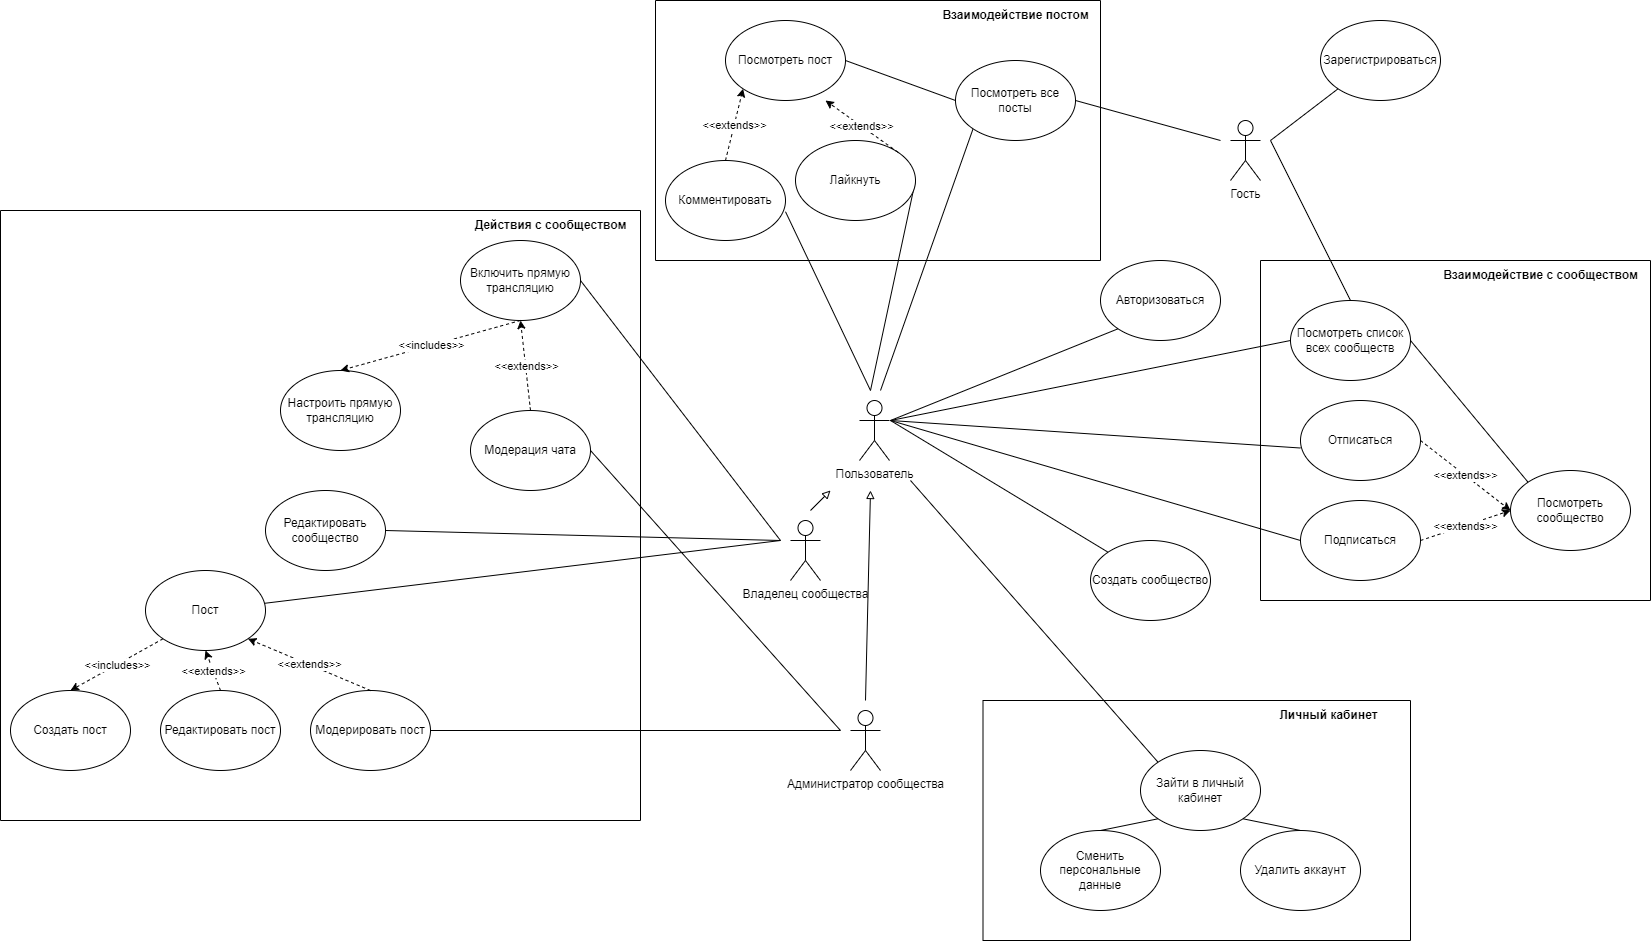 Взаимодействие постом
Посмотреть пост
Посмотреть все
посты
<<extends>>
<<extends>>
Комментировать
Лайкнуть
Зарегистрироваться
Гость
Действия с сообществом
Включить прямую
трансляцию
<<includes>>
<<extends>>
Настроить прямую
трансляцию
Модерация чата
Редактировать
сообщество
Пост
<<includes>>
<<extends>>
<<extends>>
Создать пост
Редактировать пост
Модерировать пост
Авторизоваться
Пользователь
Владелец сообщества
Администратор сообщества
Создать сообщество
Взаимодействие с сообществом
Посмотреть список
всех сообществ
Отписаться
<<extends>>
Посмотреть
сообщество
<<extends>>
Подписаться
Личный кабинет
Зайти в личный
кабинет
Сменить
персональные
данные
Удалить аккаунт